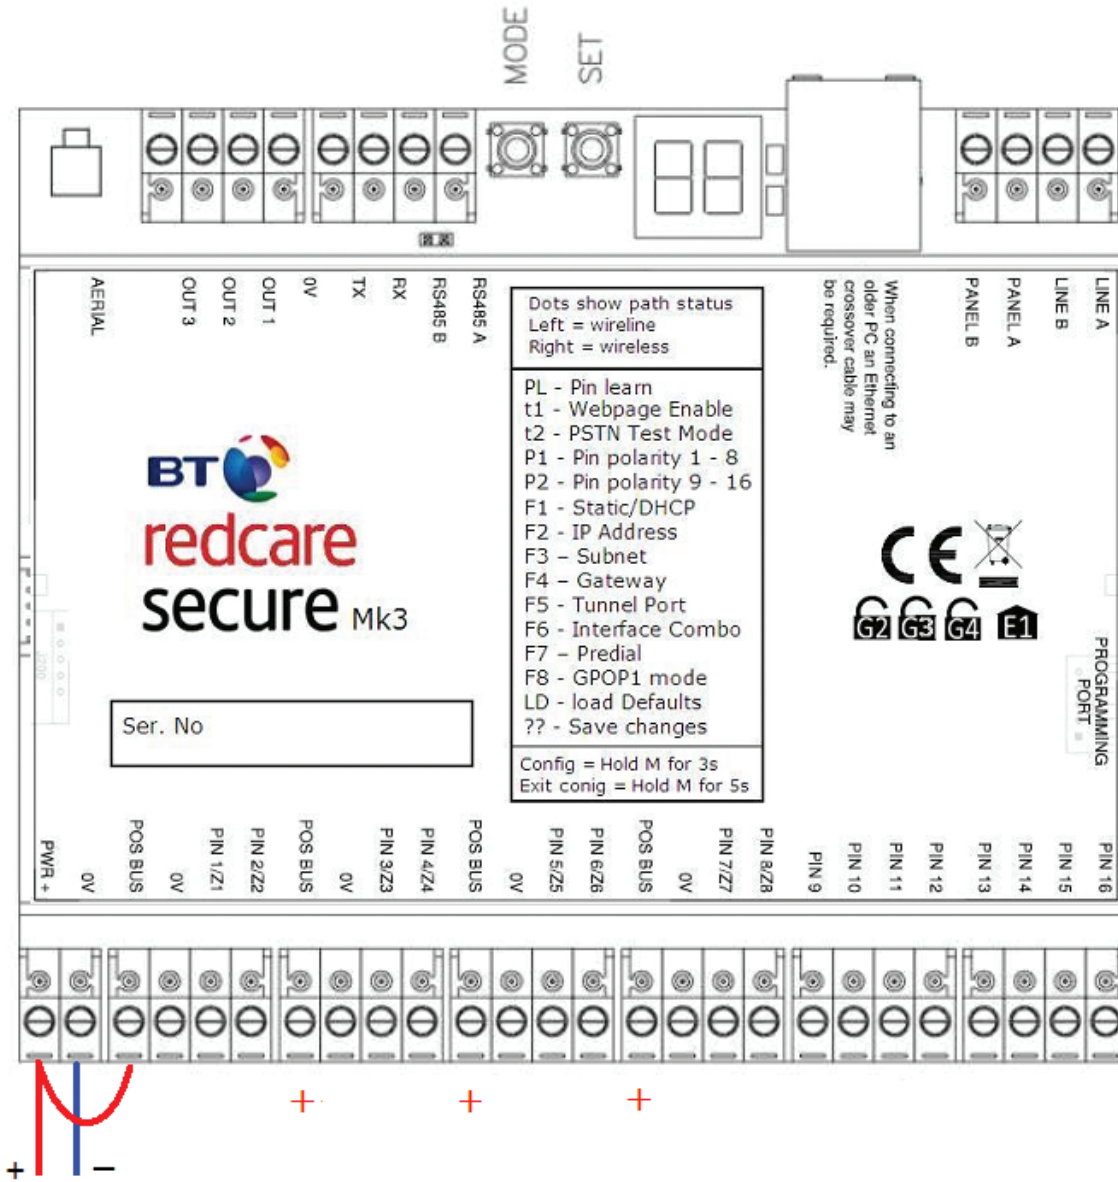 MODE
SET
AERIAL
OUT 3
OUT 2
OUT 1
0V
TX
RX
RS485 B
RS485 A
When connecting to an
older PC an Ethernet
crossover cable may
be required.
PANEL B
PANEL A
LINE B
LINE A
Dots show path status
Left = wireline
Right = wireless
PL - Pin learn
t1 - Webpage Enable
t2 - PSTN Test Mode
P1 - Pin polarity 1 - 8
P2 - Pin polarity 9 - 16
F1 - Static/DHCP
F2 - IP Address
F3 – Subnet
F4 – Gateway
F5 - Tunnel Port
F6 - Interface Combo
F7 – Predial
F8 - GPOP1 mode
LD - load Defaults
?? - Save changes
Config = Hold M for 3s
Exit conig = Hold M for 5s
BT
redcare
secure Mk3
CE
G2 G3 G4 E1
J200
Ser. No
PROGRAMMING
PORT
PWR +
0V
POS BUS
0V
PIN 1/Z1
PIN 2/Z2
POS BUS
0V
PIN 3/Z3
PIN 4/Z4
POS BUS
0V
PIN 5/Z5
PIN 6/Z6
POS BUS
0V
PIN 7/Z7
PIN 8/Z8
PIN 9
PIN 10
PIN 11
PIN 12
PIN 13
PIN 14
PIN 15
PIN 16
+ + +
+ –